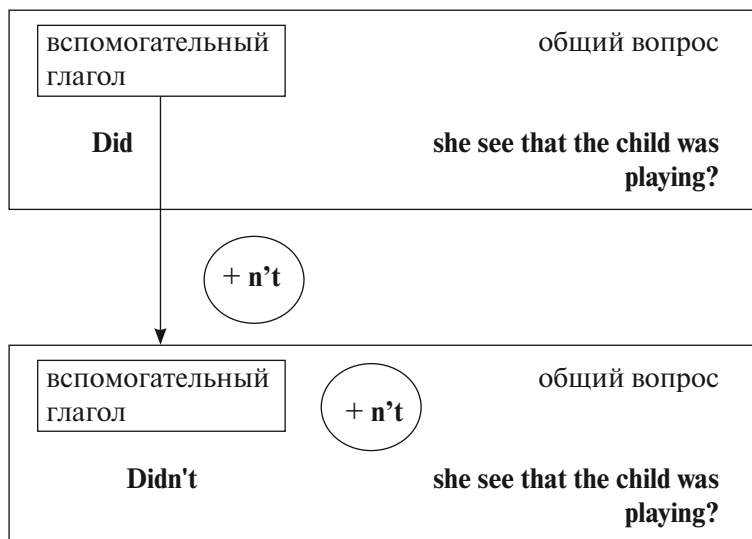 вспомогательный
глагол
общий вопрос
Did
she see that the child was
playing?
+ n’t
вспомогательный
глагол
+ n’t
общий вопрос
Didn't
she see that the child was
playing?